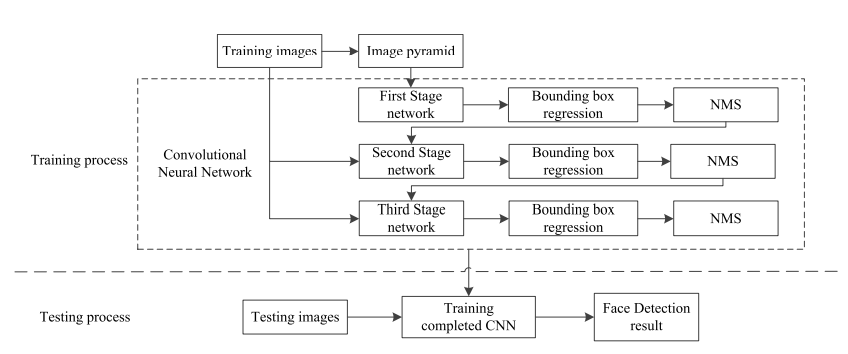 Training images
Image pyramid
First Stage
network
Bounding box
regression
NMS
Training process
Convolutional
Neural Network
Second Stage
network
Bounding box
regression
NMS
Third Stage
network
Bounding box
regression
NMS
Testing process
Testing images
Training
completed CNN
Face Detection
result